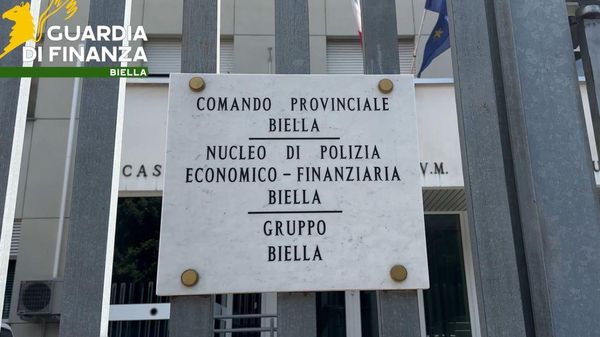 GUARDIA
DI FINANZA
BIELLA
COMANDO PROVINCIALE
BIELLA
NUCLEO DI POLIZIA
ECONOMICO-FINANZIARIA
BIELLA
GRUPPO
BIELLA
CAS
V.M.